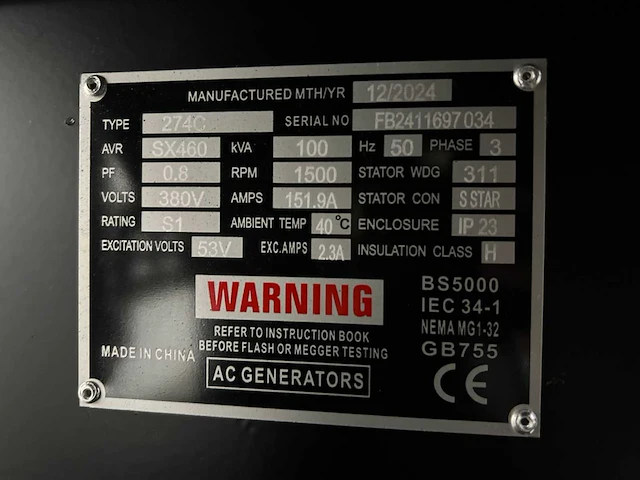 MANUFACTURED MTH/YR 12/2024
TYPE 274C SERIAL NO FB2411697034
AVR SX460 kVA 100 Hz 50 PHASE 3
PF 0.8 RPM 1500 STATOR WDG 311
VOLTS 380V AMPS 151.9A STATOR CON S STAR
RATING S1 AMBIENT TEMP 40°C ENCLOSURE IP 23
EXCITATION VOLTS 53V EXC.AMPS 2.3A INSULATION CLASS H
WARNING
REFER TO INSTRUCTION BOOK
BEFORE FLASH OR MEGGER TESTING
AC GENERATORS
MADE IN CHINA
BS5000
IEC 34-1
NEMA MG1-32
GB755
CE